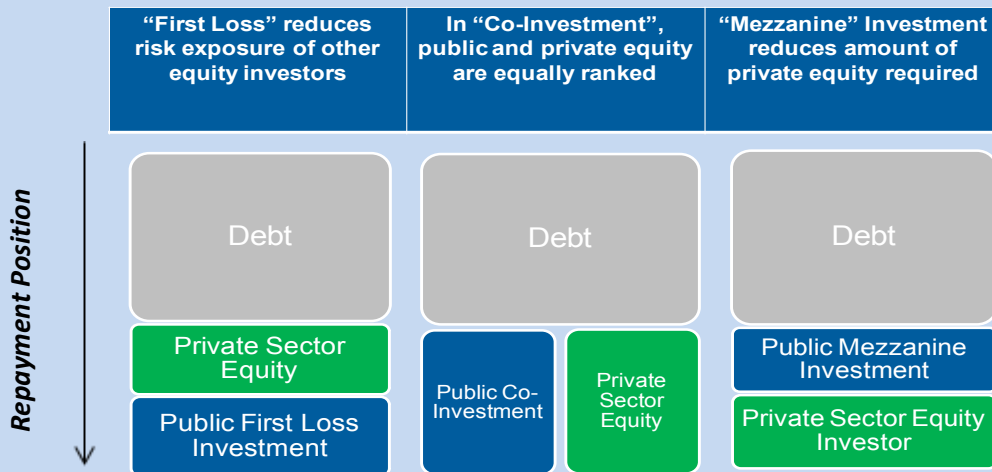 “First Loss” reduces
risk exposure of other
equity investors
In “Co-Investment”,
public and private equity
are equally ranked
“Mezzanine” Investment
reduces amount of
private equity required
Repayment Position
Debt
Private Sector
Equity
Public First Loss
Investment
Debt
Public Co-
Investment
Private
Sector
Equity
Debt
Public Mezzanine
Investment
Private Sector Equity
Investor